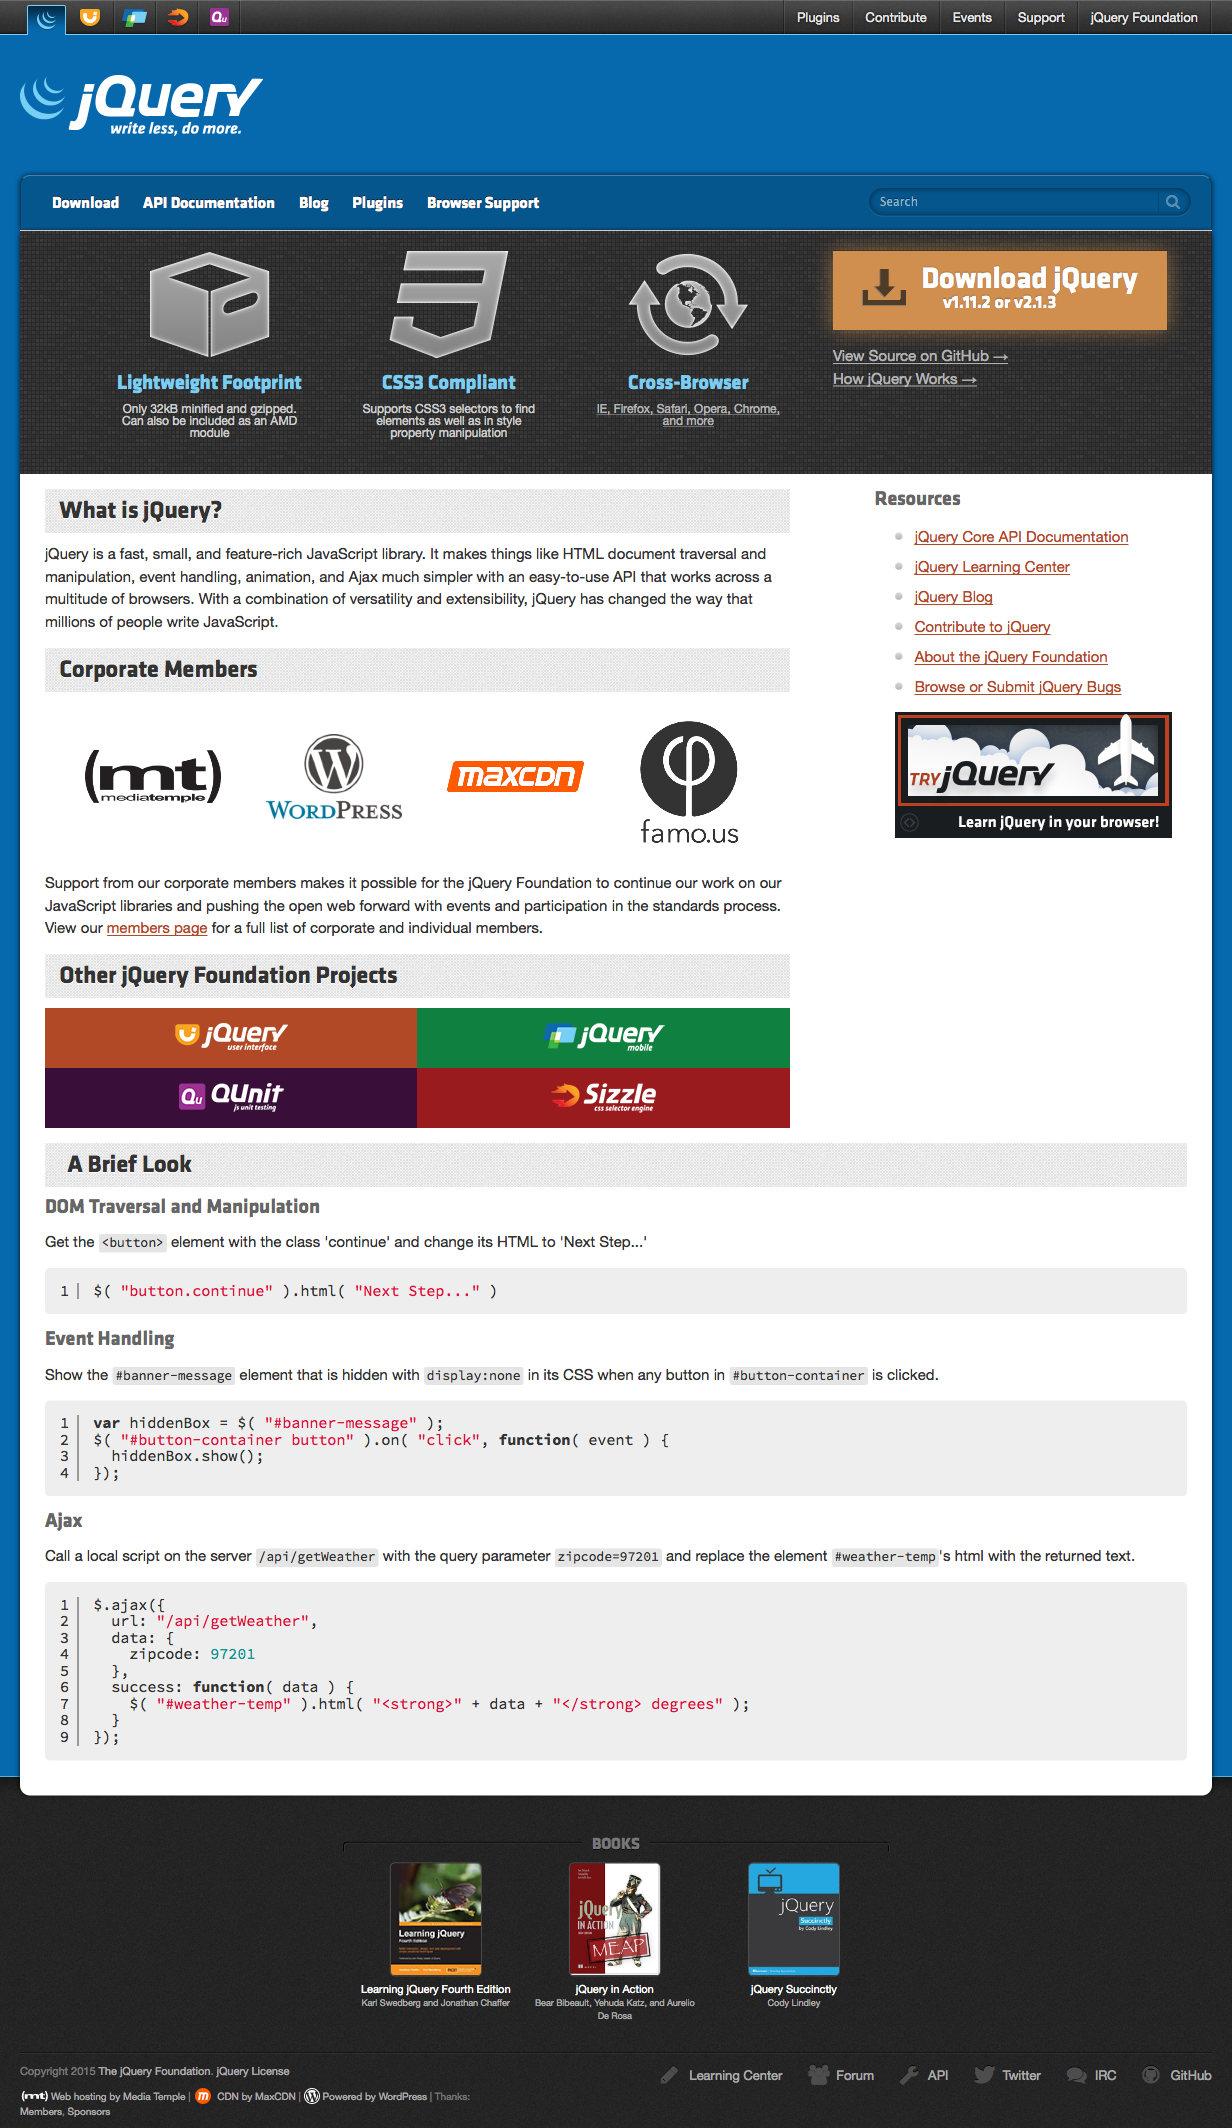 Plugins
Contribute
Events
Support
jQuery Foundation
jQuery
write less, do more.
Download
API Documentation
Blog
Plugins
Browser Support
Search
Lightweight Footprint
Only 32kB minified and gzipped.
Can also be included as an AMD
module
CSS3 Compliant
Supports CSS3 selectors to find
elements as well as in style
property manipulation
Cross-Browser
IE, Firefox, Safari, Opera, Chrome,
and more
Download jQuery
v1.11.2 or v2.1.3
View Source on GitHub →
How jQuery Works →
What is jQuery?
jQuery is a fast, small, and feature-rich JavaScript library. It makes things like HTML document traversal and
manipulation, event handling, animation, and Ajax much simpler with an easy-to-use API that works across a
multitude of browsers. With a combination of versatility and extensibility, jQuery has changed the way that
millions of people write JavaScript.
Resources
jQuery Core API Documentation
jQuery Learning Center
jQuery Blog
Contribute to jQuery
About the jQuery Foundation
Browse or Submit jQuery Bugs
TRY jQuery
Learn jQuery in your browser!
Corporate Members
(mt)
mediatemple
WORDPRESS
maxcdn
famo.us
Support from our corporate members makes it possible for the jQuery Foundation to continue our work on our
JavaScript libraries and pushing the open web forward with events and participation in the standards process.
View our members page for a full list of corporate and individual members.
Other jQuery Foundation Projects
jQuery
user interface
jQuery
mobile
Qu QUnit
js unit testing
Sizzle
css selector engine
A Brief Look
DOM Traversal and Manipulation
Get the <button> element with the class 'continue' and change its HTML to 'Next Step...'
1 $( "button.continue" ).html( "Next Step..." )
Event Handling
Show the #banner-message element that is hidden with display:none in its CSS when any button in #button-container is clicked.
1 var hiddenBox = $( "#banner-message" );
2 $( "#button-container button" ).on( "click", function( event ) {
3   hiddenBox.show();
4 });
Ajax
Call a local script on the server /api/getWeather with the query parameter zipcode=97201 and replace the element #weather-temp's html with the returned text.
1 $.ajax({
2   url: "/api/getWeather",
3   data: {
4     zipcode: 97201
5   },
6   success: function( data ) {
7     $( "#weather-temp" ).html( "<strong>" + data + "</strong> degrees" );
8   }
9 });
BOOKS
Learning jQuery
Fourth Edition
jQuery
IN ACTION
MEAP
jQuery
Succinctly
by Cody Lindley
Learning jQuery Fourth Edition
Karl Swedberg and Jonathan Chaffer
jQuery in Action
Bear Bibeault, Yehuda Katz, and Aurelio
De Rosa
jQuery Succinctly
Cody Lindley
Copyright 2015 The jQuery Foundation. jQuery License
(mt) Web hosting by Media Temple | m CDN by MaxCDN | Powered by WordPress | Thanks:
Members, Sponsors
Learning Center
Forum
API
Twitter
IRC
GitHub